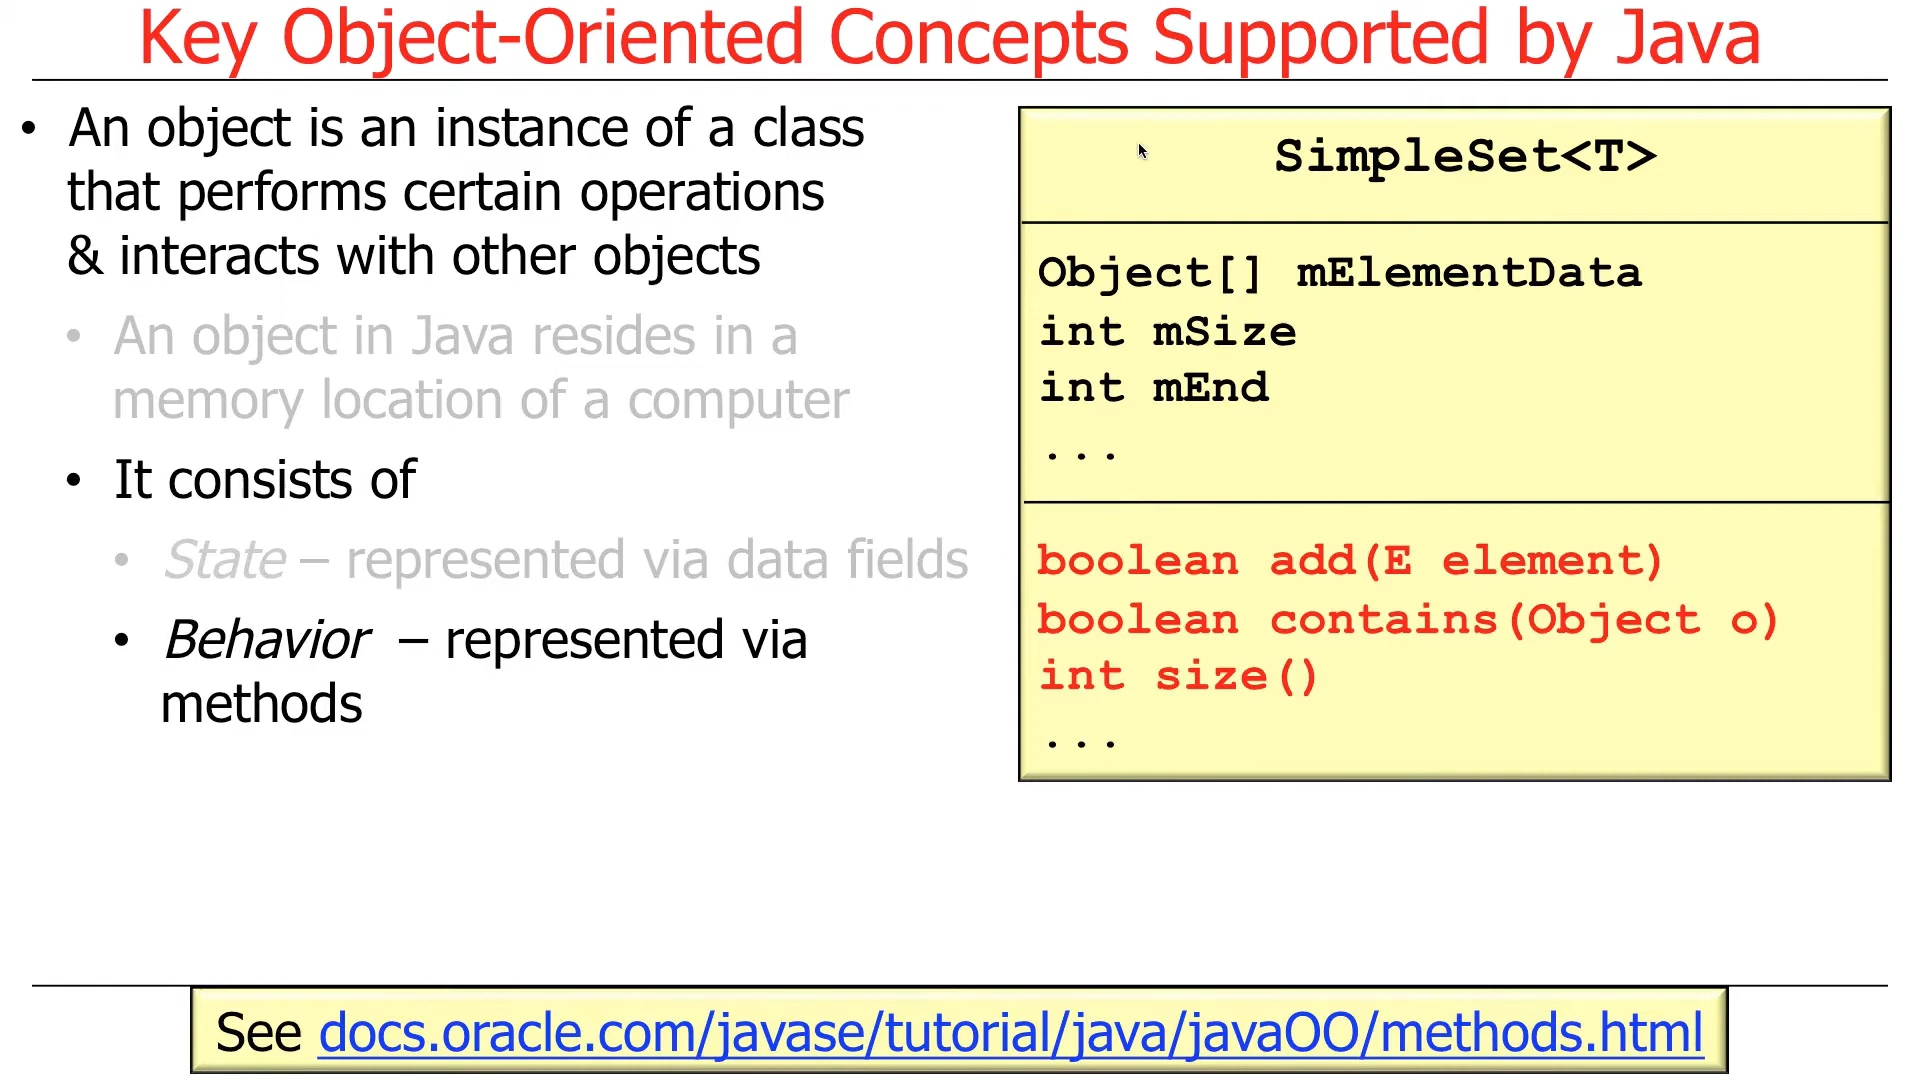 Key Object-Oriented Concepts Supported by Java
• An object is an instance of a class
that performs certain operations
& interacts with other objects
• An object in Java resides in a
memory location of a computer
• It consists of
• State – represented via data fields
• Behavior – represented via
methods
SimpleSet<T>
Object[] mElementData
int mSize
int mEnd
...
boolean add(E element)
boolean contains(Object o)
int size()
...
See docs.oracle.com/javase/tutorial/java/javaOO/methods.html